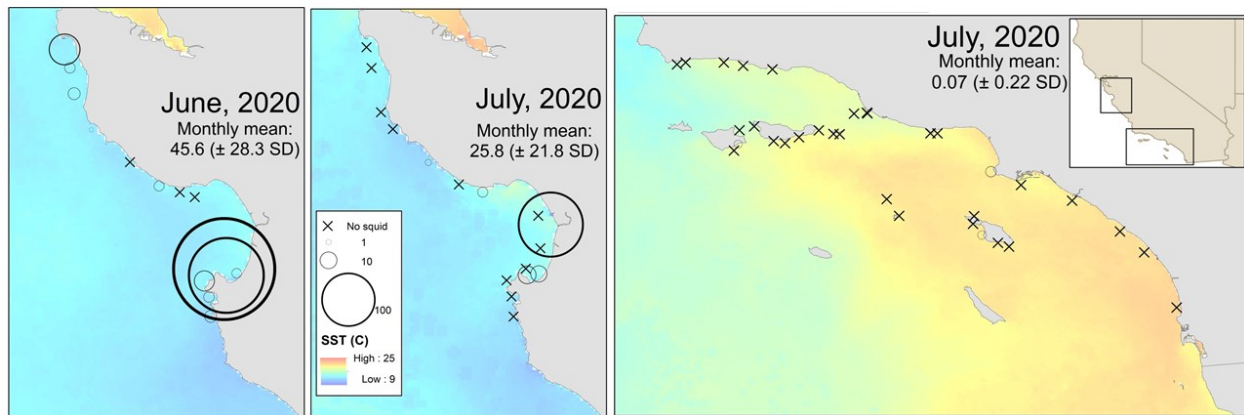 June, 2020
Monthly mean:
45.6 (± 28.3 SD)
July, 2020
Monthly mean:
25.8 (± 21.8 SD)
No squid
1
10
100
SST (C)
High : 25
Low : 9
July, 2020
Monthly mean:
0.07 (± 0.22 SD)